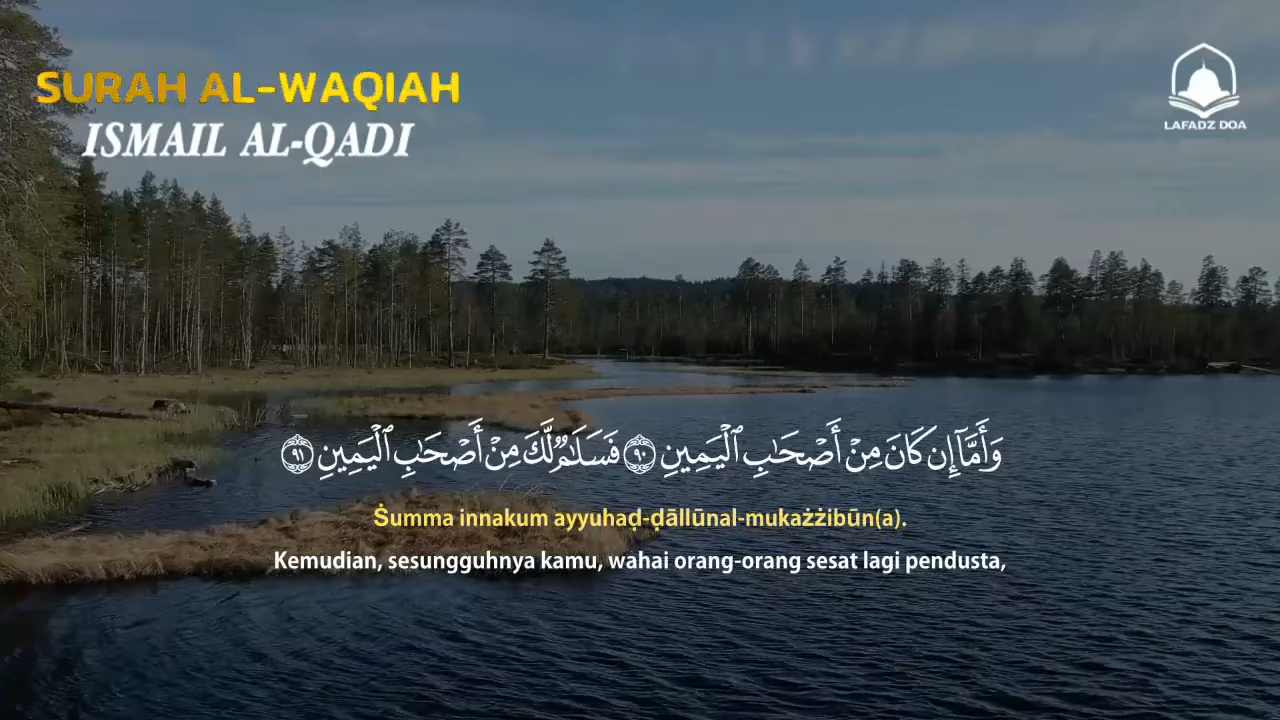 SURAH AL-WAQIAH
ISMAIL AL-QADI
LAFADZ DOA
وَأَمَّآ إِن كَانَ مِنْ أَصْحَـٰبِ ٱلْيَمِينِ ٩٠ فَسَلَـٰمٌۭ لَّكَ مِنْ أَصْحَـٰبِ ٱلْيَمِينِ ٩١
Ṡumma innakum ayyuhaḍ-ḍāllūnal-mukażżibūn(a).
Kemudian, sesungguhnya kamu, wahai orang-orang sesat lagi pendusta,